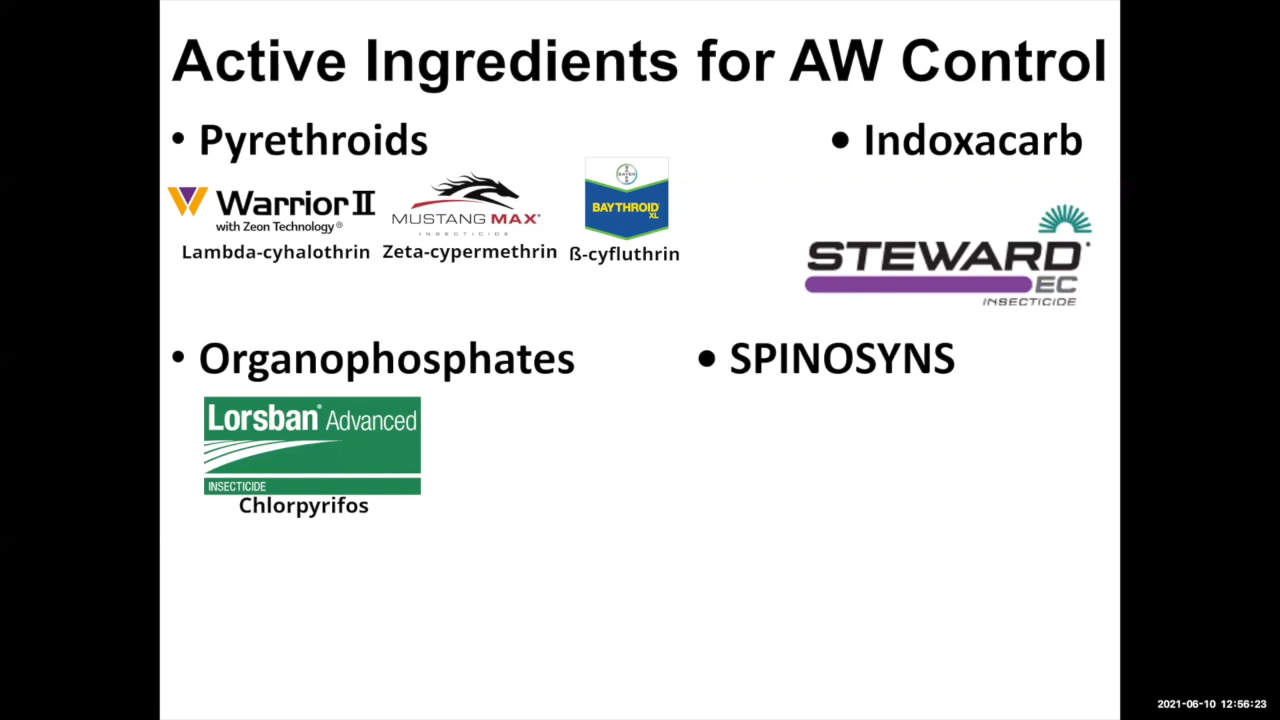 Active Ingredients for AW Control
• Pyrethroids
• Indoxacarb
Warrior II
with Zeon Technology®
Lambda-cyhalothrin
MUSTANG MAX®
INSECTICIDE
Zeta-cypermethrin
BAYER
BAYTHROID®
XL
ß-cyfluthrin
STEWARD®
EC
INSECTICIDE
• Organophosphates
• SPINOSYNS
Lorsban® Advanced
INSECTICIDE
Chlorpyrifos
2021-06-10 12:56:23